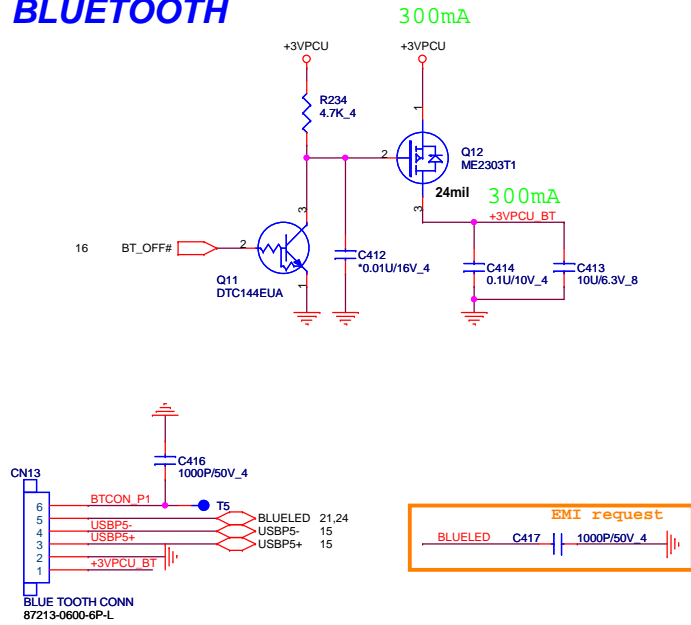 BLUETOOTH
300mA
+3VPCU
+3VPCU
R234
4.7K_4
1
2
Q12
ME2303T1
24mil
3
300mA
+3VPCU_BT
3
16 BT_OFF# 2
1
Q11
DTC144EUA
C412
*0.01U/16V_4
C414
0.1U/10V_4
C413
10U/6.3V_8
C416
1000P/50V_4
CN13
6 BTCON_P1 T5
5 BLUELED 21,24
4 USBP5- USBP5- 15
3 USBP5+ USBP5+ 15
2
1 +3VPCU_BT
BLUE TOOTH CONN
87213-0600-6P-L
EMI request
BLUELED C417 1000P/50V_4